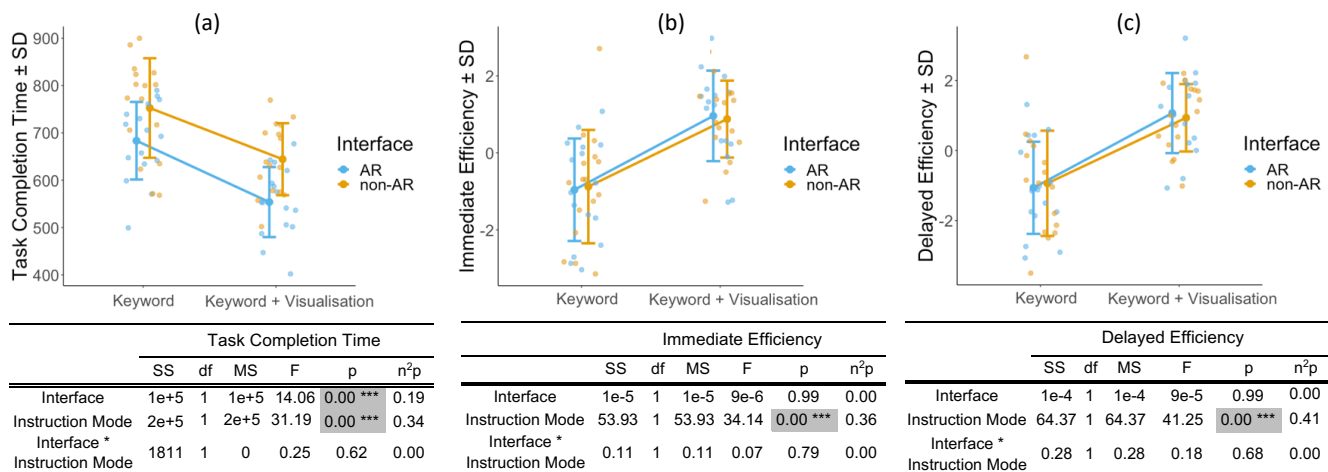 (a)
Task Completion Time ± SD
900
800
700
600
500
400
Keyword
Keyword + Visualisation
Interface
AR
non-AR
Task Completion Time
SS df MS F p n²p
Interface 1e+5 1 1e+5 14.06 0.00 *** 0.19
Instruction Mode 2e+5 1 2e+5 31.19 0.00 *** 0.34
Interface *
Instruction Mode 1811 1 0 0.25 0.62 0.00
(b)
Immediate Efficiency ± SD
2
0
-2
Keyword
Keyword + Visualisation
Interface
AR
non-AR
Immediate Efficiency
SS df MS F p n²p
Interface 1e-5 1 1e-5 9e-6 0.99 0.00
Instruction Mode 53.93 1 53.93 34.14 0.00 *** 0.36
Interface *
Instruction Mode 0.11 1 0.11 0.07 0.79 0.00
(c)
Delayed Efficiency ± SD
2
0
-2
Keyword
Keyword + Visualisation
Interface
AR
non-AR
Delayed Efficiency
SS df MS F p n²p
Interface 1e-4 1 1e-4 9e-5 0.99 0.00
Instruction Mode 64.37 1 64.37 41.25 0.00 *** 0.41
Interface *
Instruction Mode 0.28 1 0.28 0.18 0.68 0.00